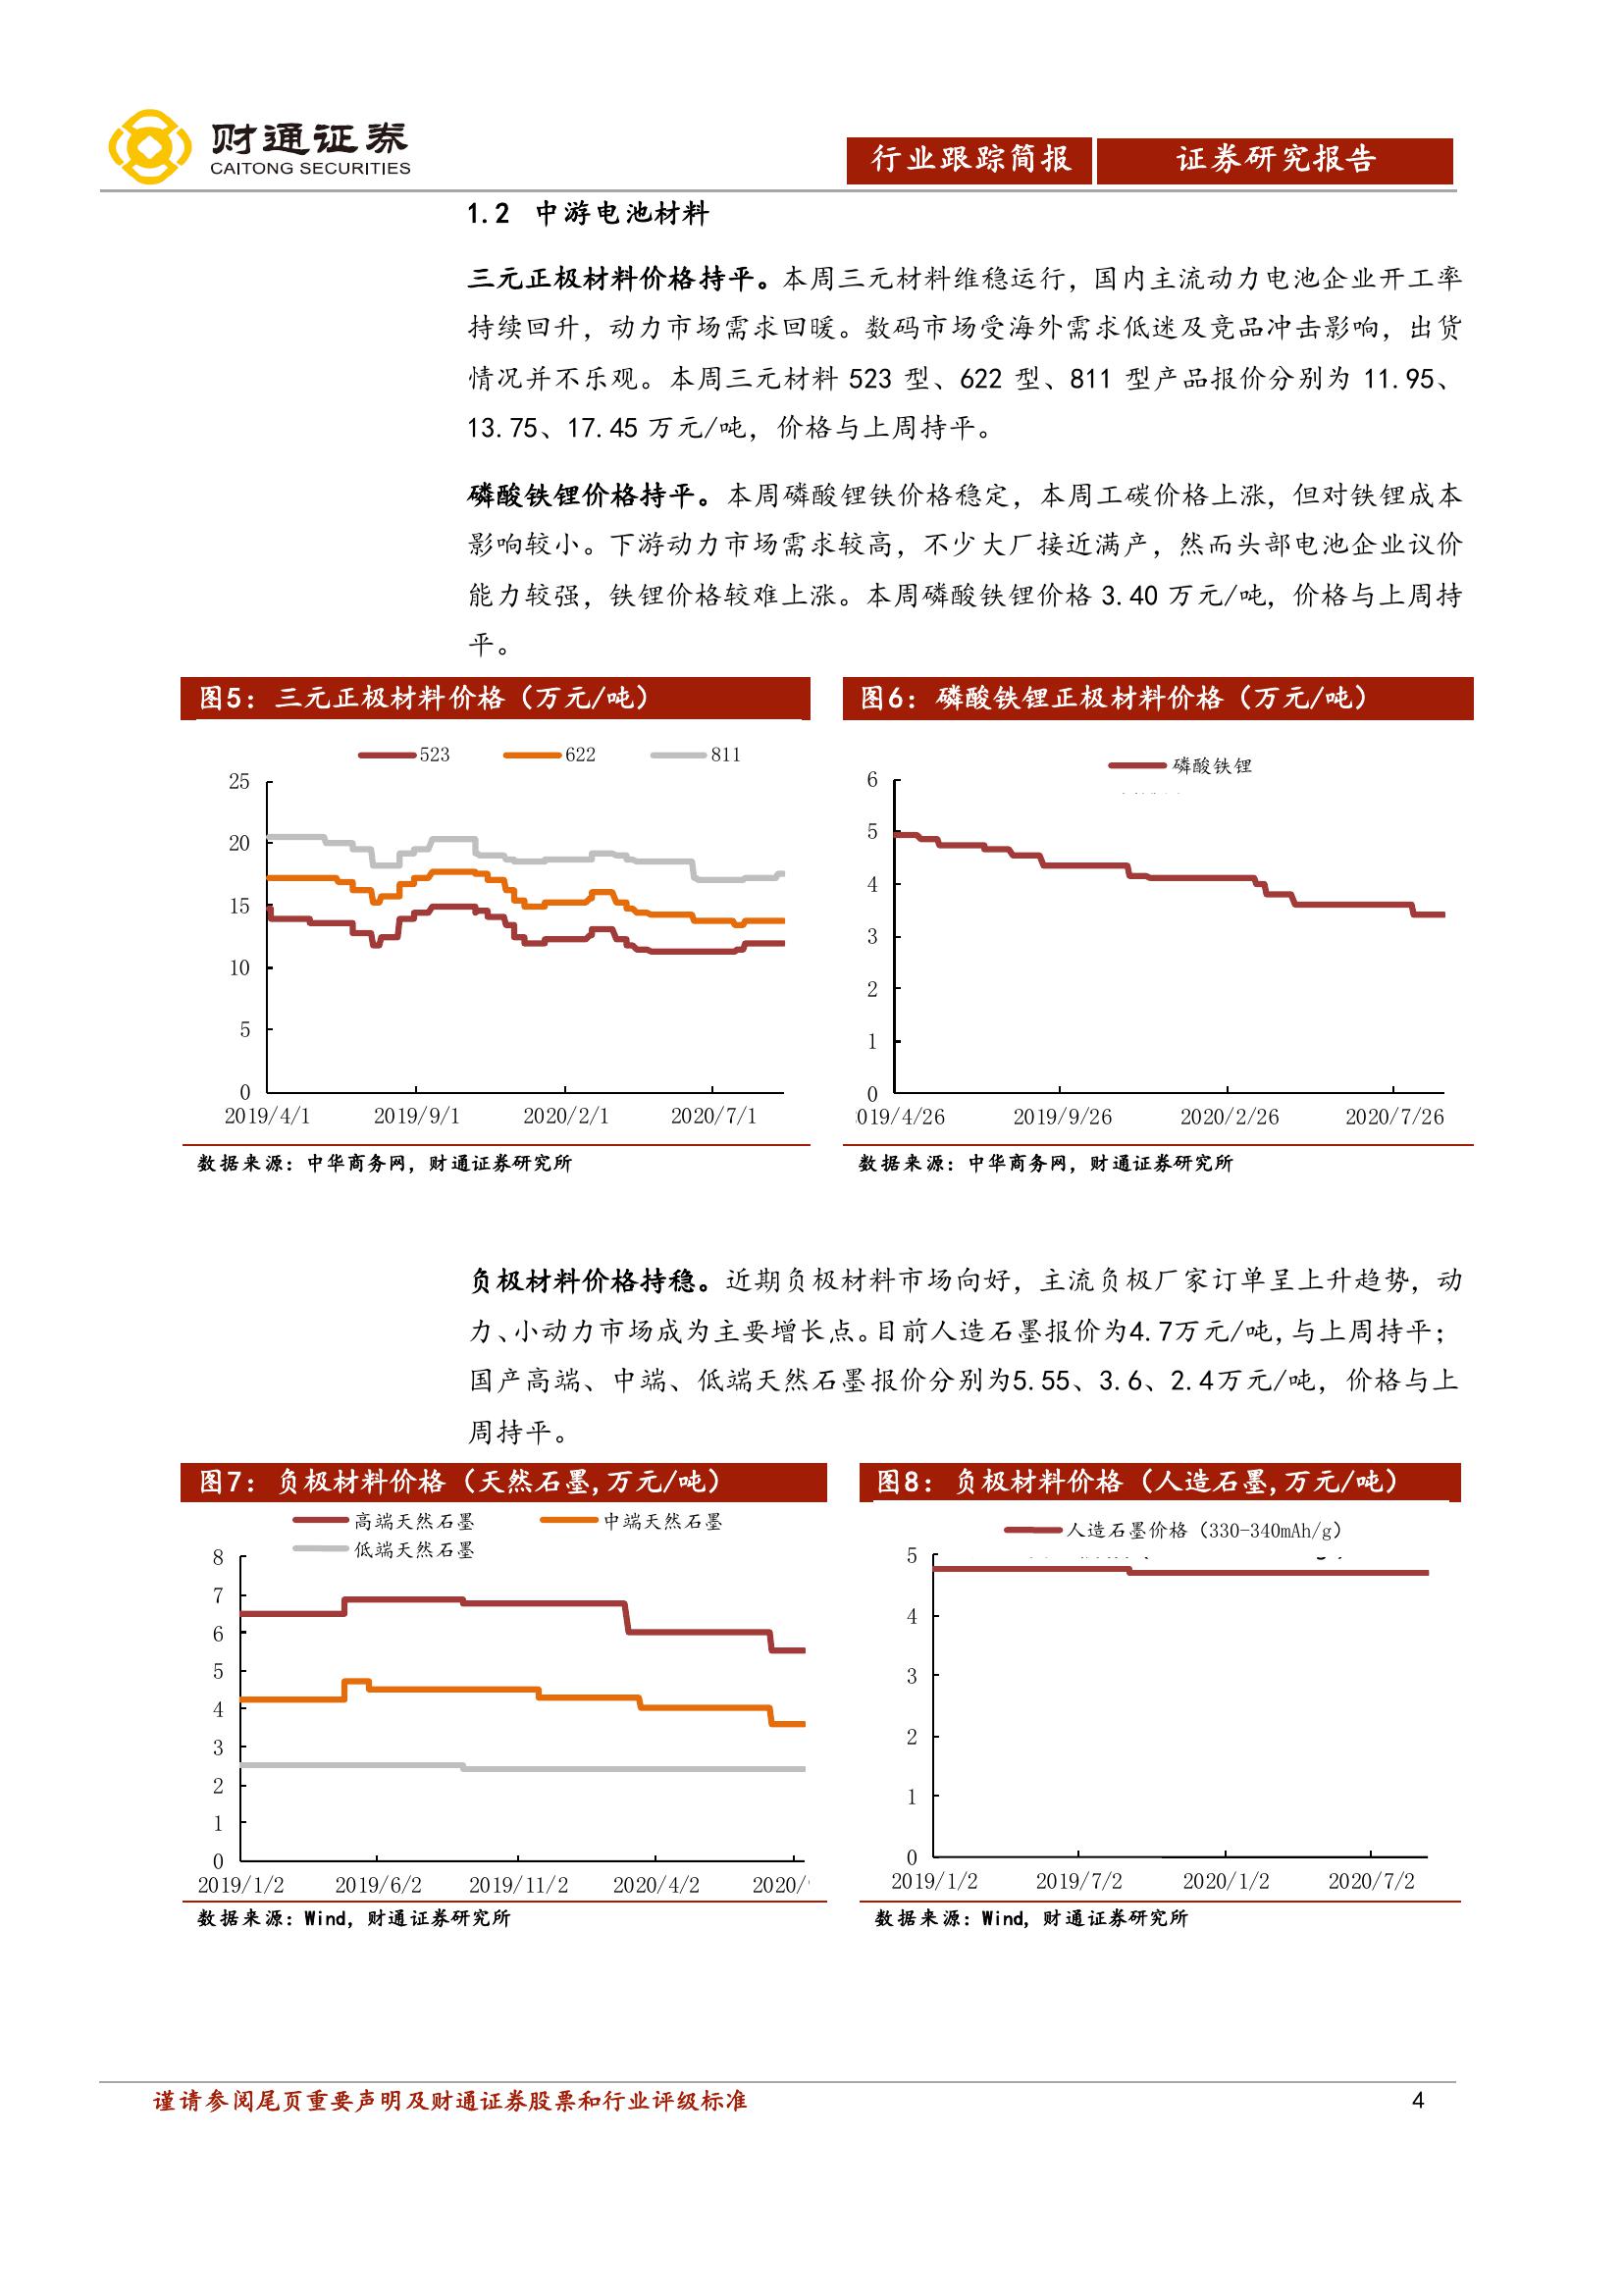 财通证券
CAITONG SECURITIES
行业跟踪简报 证券研究报告
1.2 中游电池材料
三元正极材料价格持平。本周三元材料维稳运行，国内主流动力电池企业开工率
持续回升，动力市场需求回暖。数码市场受海外需求低迷及竞品冲击影响，出货
情况并不乐观。本周三元材料 523 型、622 型、811 型产品报价分别为 11.95、
13.75、17.45 万元/吨，价格与上周持平。
磷酸铁锂价格持平。本周磷酸锂铁价格稳定，本周工碳价格上涨，但对铁锂成本
影响较小。下游动力市场需求较高，不少大厂接近满产，然而头部电池企业议价
能力较强，铁锂价格较难上涨。本周磷酸铁锂价格 3.40 万元/吨，价格与上周持
平。
图5：三元正极材料价格（万元/吨）
523 622 811
25
20
15
10
5
0
2019/4/1 2019/9/1 2020/2/1 2020/7/1
数据来源：中华商务网，财通证券研究所
图6：磷酸铁锂正极材料价格（万元/吨）
磷酸铁锂
6
5
4
3
2
1
0
019/4/26 2019/9/26 2020/2/26 2020/7/26
数据来源：中华商务网，财通证券研究所
负极材料价格持稳。近期负极材料市场向好，主流负极厂家订单呈上升趋势，动
力、小动力市场成为主要增长点。目前人造石墨报价为4.7万元/吨，与上周持平；
国产高端、中端、低端天然石墨报价分别为5.55、3.6、2.4万元/吨，价格与上
周持平。
图7：负极材料价格（天然石墨,万元/吨）
高端天然石墨 中端天然石墨
低端天然石墨
8
7
6
5
4
3
2
1
0
2019/1/2 2019/6/2 2019/11/2 2020/4/2 2020/
数据来源：Wind，财通证券研究所
图8：负极材料价格（人造石墨,万元/吨）
人造石墨价格（330-340mAh/g）
5
4
3
2
1
0
2019/1/2 2019/7/2 2020/1/2 2020/7/2
数据来源：Wind，财通证券研究所
谨请参阅尾页重要声明及财通证券股票和行业评级标准 4